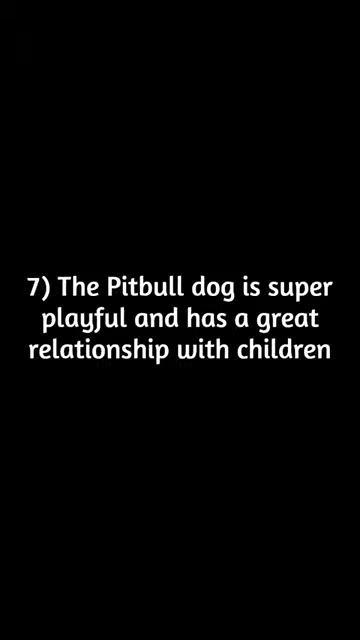 7) The Pitbull dog is super
playful and has a great
relationship with children